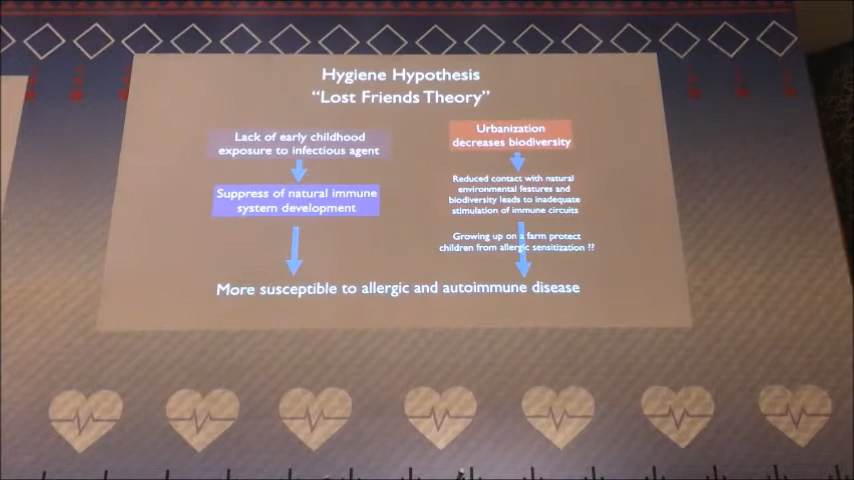 Hygiene Hypothesis
“Lost Friends Theory”
Lack of early childhood
exposure to infectious agent
Suppress of natural immune
system development
Urbanization
decreases biodiversity
Reduced contact with natural
environmental features and
biodiversity leads to inadequate
stimulation of immune circuits
Growing up on a farm protect
children from allergic sensitization ??
More susceptible to allergic and autoimmune disease